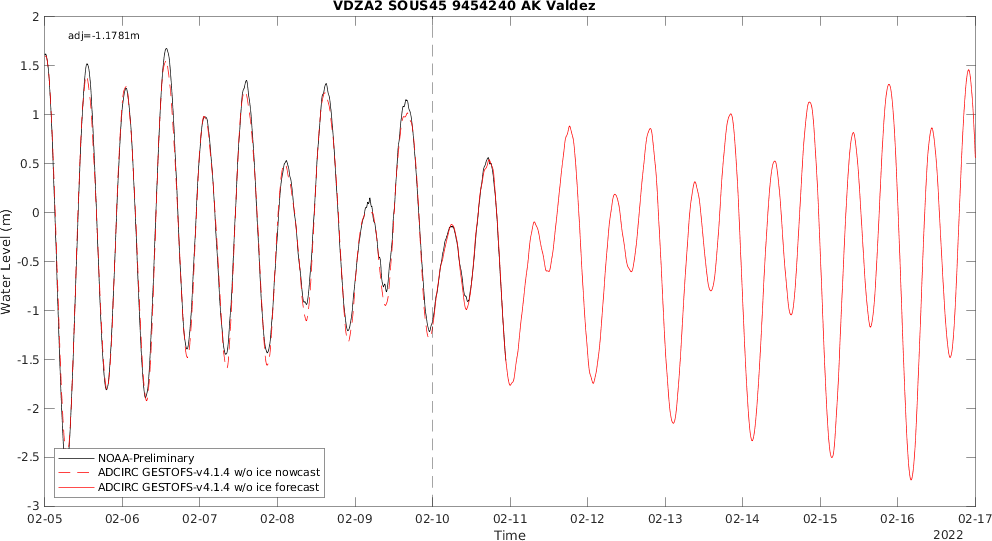 VDZA2 SOUS45 9454240 AK Valdez
adj=-1.1781m
2
1.5
1
0.5
0
-0.5
-1
-1.5
-2
-2.5
-3
Water Level (m)
NOAA-Preliminary
ADCIRC GESTOFS-v4.1.4 w/o ice nowcast
ADCIRC GESTOFS-v4.1.4 w/o ice forecast
02-05 02-06 02-07 02-08 02-09 02-10 02-11 02-12 02-13 02-14 02-15 02-16 02-17
Time
2022